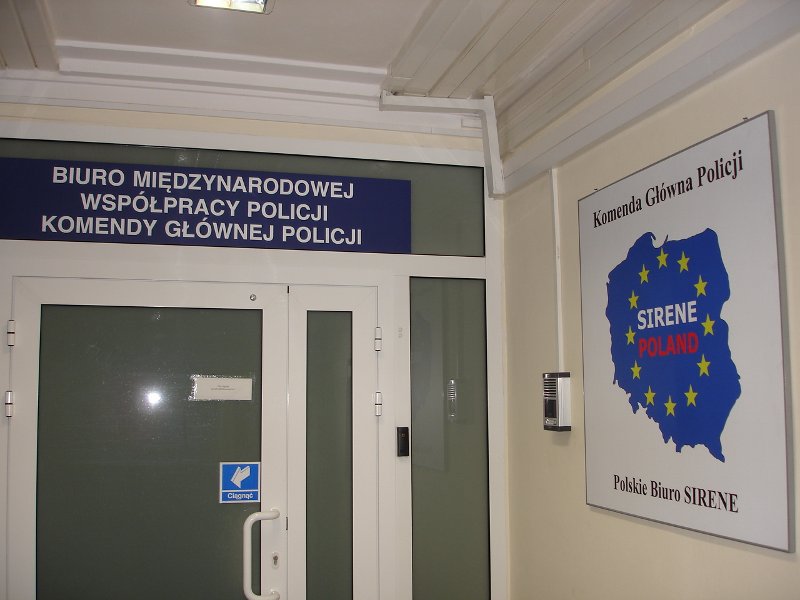 BIURO MIĘDZYNARODOWEJ
WSPÓŁPRACY POLICJI
KOMENDY GŁÓWNEJ POLICJI
Ciągnąć
Komenda Główna Policji
SIRENE
POLAND
Polskie Biuro SIRENE